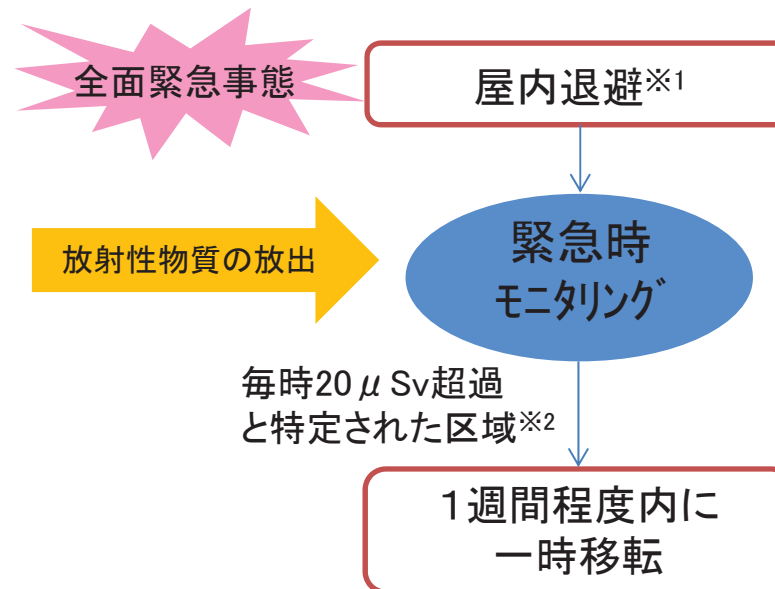 全面緊急事態
屋内退避※1
放射性物質の放出
緊急時
モニタリング
毎時20μSv超過
と特定された区域※2
1週間程度内に
一時移転